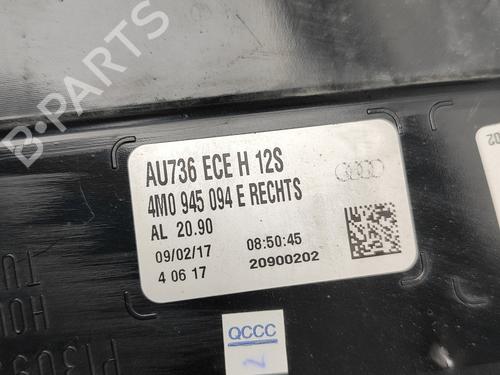 B-PARTS
AU736 ECE H 12S
4M0 945 094 E RECHTS
AL 20.90
09/02/17 08:50:45
4 06 17 20900202
QCCC
2